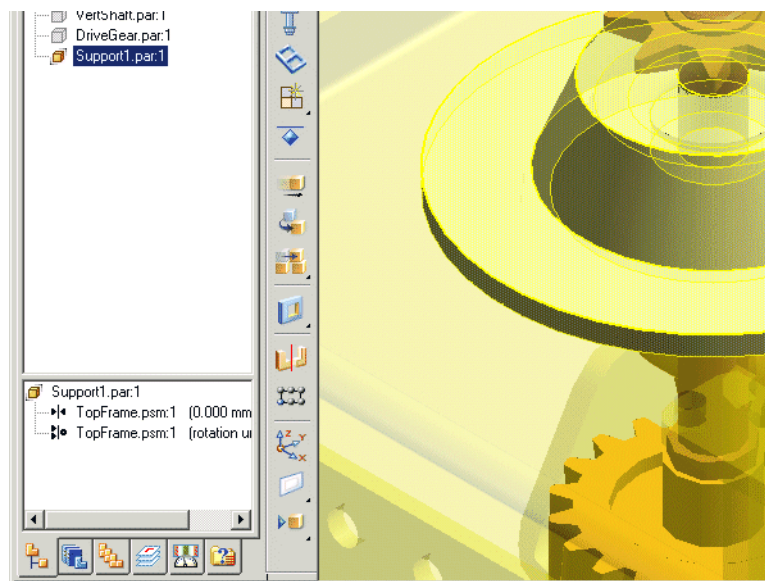 VertShaft.par:1
DriveGear.par:1
Support1.par:1
Support1.par:1
TopFrame.psm:1 (0.000 mm
TopFrame.psm:1 (rotation